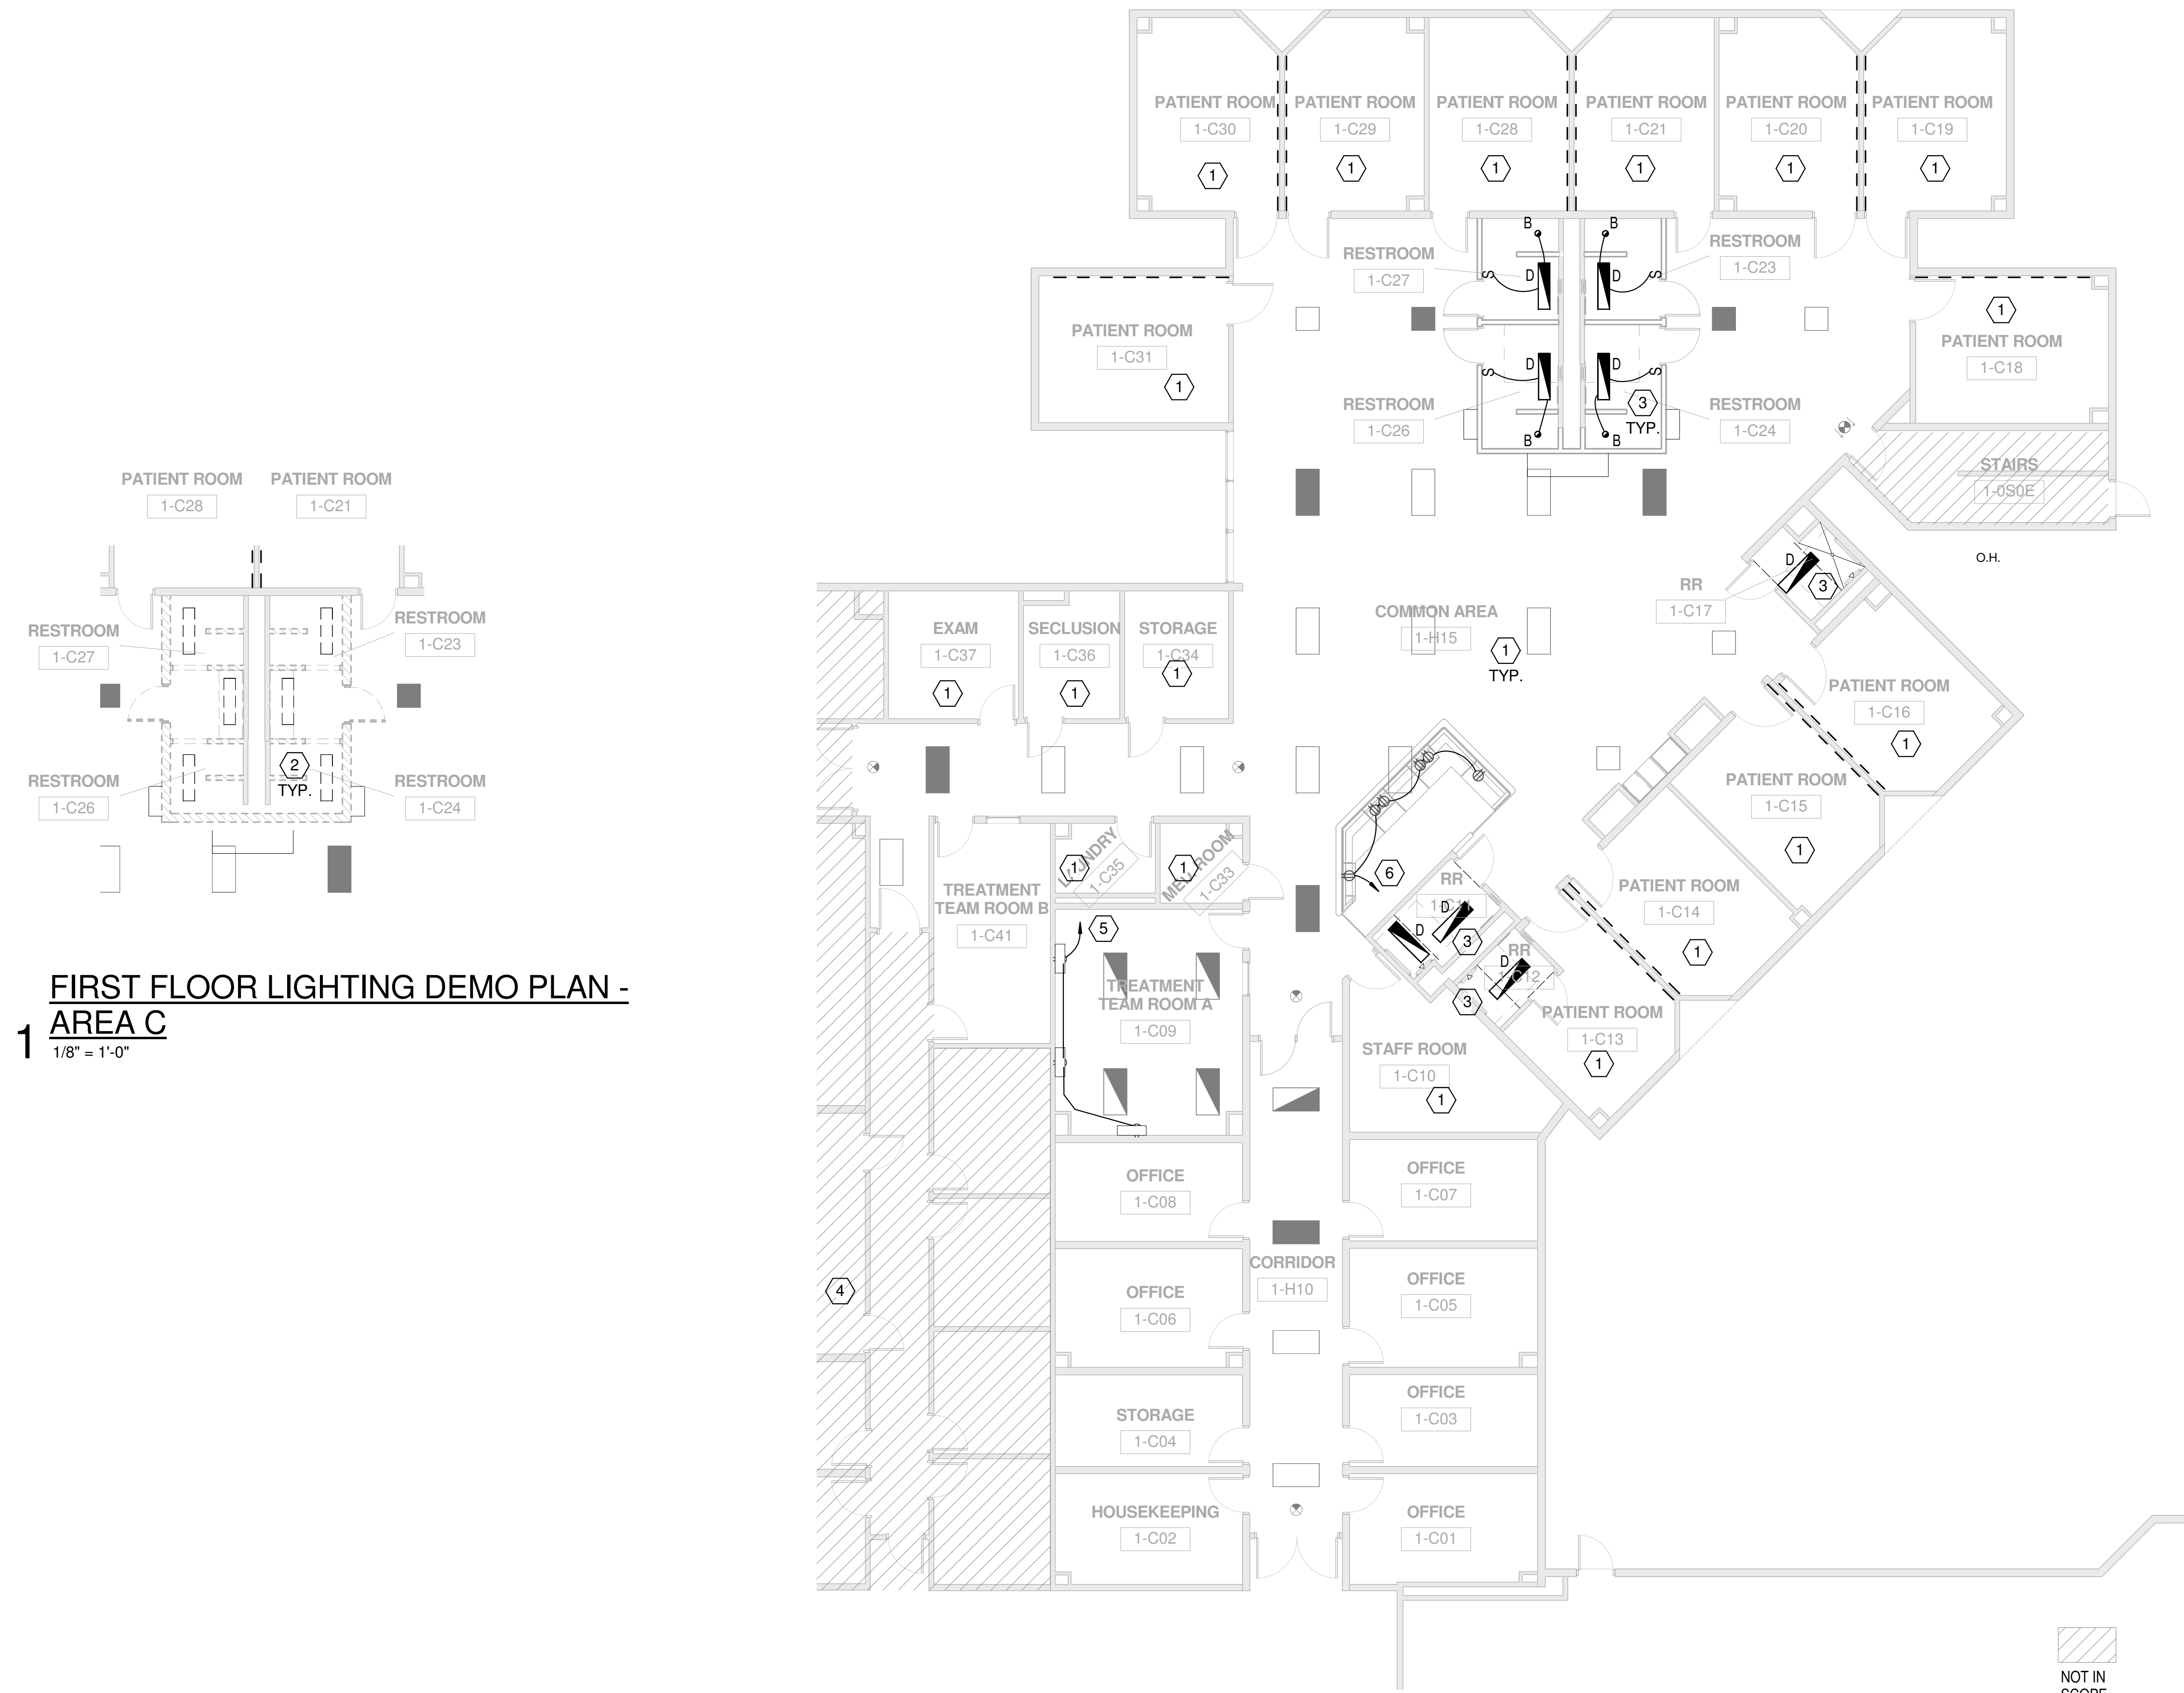 PATIENT ROOM
1-C28
PATIENT ROOM
1-C21
RESTROOM
1-C27
RESTROOM
1-C23
RESTROOM
1-C26
2
TYP.
RESTROOM
1-C24
1
FIRST FLOOR LIGHTING DEMO PLAN -
AREA C
1/8" = 1'-0"
PATIENT ROOM
1-C30
1
PATIENT ROOM
1-C29
1
PATIENT ROOM
1-C28
1
PATIENT ROOM
1-C21
1
PATIENT ROOM
1-C20
1
PATIENT ROOM
1-C19
1
B
B
RESTROOM
1-C27
S
D
D
S
RESTROOM
1-C23
PATIENT ROOM
1-C31
1
1
PATIENT ROOM
1-C18
S
D
D
S
RESTROOM
1-C26
B
B
3
TYP.
RESTROOM
1-C24
STAIRS
1-0S0E
O.H.
D
3
RR
1-C17
COMMON AREA
1-H15
1
TYP.
EXAM
1-C37
1
SECLUSION
1-C36
1
STORAGE
1-C34
1
PATIENT ROOM
1-C16
1
PATIENT ROOM
1-C15
1
1-C35
1
1-C33
1
6
RR
1-C11
D
D
3
PATIENT ROOM
1-C14
1
TREATMENT
TEAM ROOM B
1-C41
5
RR
1-C12
D
3
TREATMENT
TEAM ROOM A
1-C09
PATIENT ROOM
1-C13
1
STAFF ROOM
1-C10
1
OFFICE
1-C08
OFFICE
1-C07
CORRIDOR
1-H10
4
OFFICE
1-C06
OFFICE
1-C05
STORAGE
1-C04
OFFICE
1-C03
HOUSEKEEPING
1-C02
OFFICE
1-C01
NOT IN
SCOPE